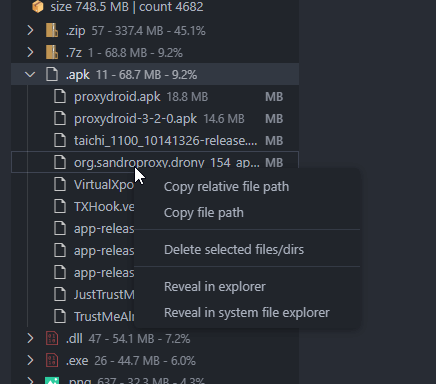 size 748.5 MB | count 4682
.zip 57 - 337.4 MB - 45.1%
.7z 1 - 68.8 MB - 9.2%
.apk 11 - 68.7 MB - 9.2%
proxydroid.apk 18.8 MB MB
proxydroid-3-2-0.apk 14.6 MB MB
taichi_1100_10141326-release.... MB
org.sandroproxy.drony_154_ap... MB
VirtualXpo
Copy relative file path
TXHook.ve
Copy file path
app-releas
app-releas
Delete selected files/dirs
app-releas
Reveal in explorer
JustTrustM
TrustMeAlr
Reveal in system file explorer
.dll 47 - 54.1 MB - 7.2%
.exe 26 - 44.7 MB - 6.0%
.png 637 - 32.3 MB - 4.3%